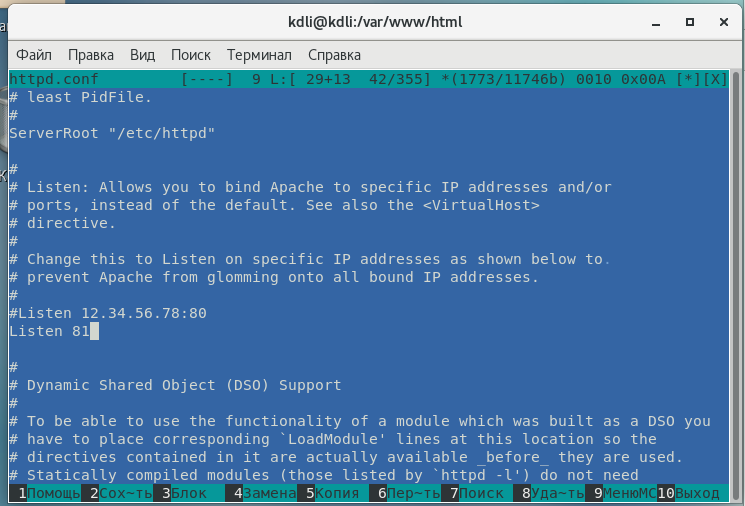 kdli@kdli:/var/www/html
Файл Правка Вид Поиск Терминал Справка
httpd.conf [----] 9 L:[ 29+13 42/355] *(1773/11746b) 0010 0x00A [*][X]
# least PidFile.
#
ServerRoot "/etc/httpd"
#
# Listen: Allows you to bind Apache to specific IP addresses and/or
# ports, instead of the default. See also the <VirtualHost>
# directive.
#
# Change this to Listen on specific IP addresses as shown below to.
# prevent Apache from glomming onto all bound IP addresses.
#
#Listen 12.34.56.78:80
Listen 81
#
# Dynamic Shared Object (DSO) Support
#
# To be able to use the functionality of a module which was built as a DSO you
# have to place corresponding `LoadModule' lines at this location so the
# directives contained in it are actually available _before_ they are used.
# Statically compiled modules (those listed by `httpd -l') do not need
1Помощь 2Сох~ть 3Блок 4Замена 5Копия 6Пер~ть 7Поиск 8Уда~ть 9МенюMC 10Выход